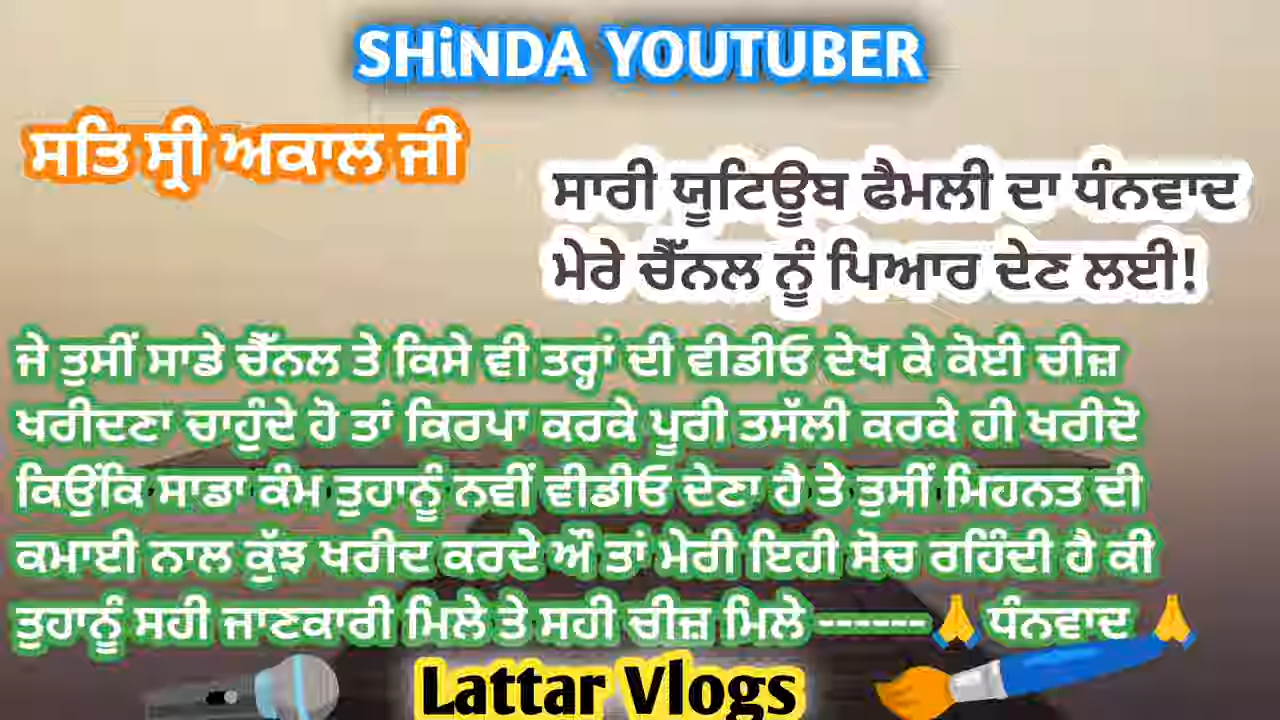 SHiNDA YOUTUBER
ਸਤਿ ਸ੍ਰੀ ਅਕਾਲ ਜੀ
ਸਾਰੀ ਯੂਟਿਊਬ ਫੈਮਲੀ ਦਾ ਧੰਨਵਾਦ
ਮੇਰੇ ਚੈੱਨਲ ਨੂੰ ਪਿਆਰ ਦੇਣ ਲਈ!
ਜੇ ਤੁਸੀਂ ਸਾਡੇ ਚੈੱਨਲ ਤੇ ਕਿਸੇ ਵੀ ਤਰ੍ਹਾਂ ਦੀ ਵੀਡੀਓ ਦੇਖ ਕੇ ਕੋਈ ਚੀਜ਼
ਖਰੀਦਣਾ ਚਾਹੁੰਦੇ ਹੋ ਤਾਂ ਕਿਰਪਾ ਕਰਕੇ ਪੂਰੀ ਤਸੱਲੀ ਕਰਕੇ ਹੀ ਖਰੀਦੋ
ਕਿਉਂਕਿ ਸਾਡਾ ਕੰਮ ਤੁਹਾਨੂੰ ਨਵੀਂ ਵੀਡੀਓ ਦੇਣਾ ਹੈ ਤੇ ਤੁਸੀਂ ਮਿਹਨਤ ਦੀ
ਕਮਾਈ ਨਾਲ ਕੁੱਝ ਖਰੀਦ ਕਰਦੇ ਔ ਤਾਂ ਮੇਰੀ ਇਹੀ ਸੋਚ ਰਹਿੰਦੀ ਹੈ ਕੀ
ਤੁਹਾਨੂੰ ਸਹੀ ਜਾਣਕਾਰੀ ਮਿਲੇ ਤੇ ਸਹੀ ਚੀਜ਼ ਮਿਲੇ ------🙏 ਧੰਨਵਾਦ 🙏
Lattar Vlogs